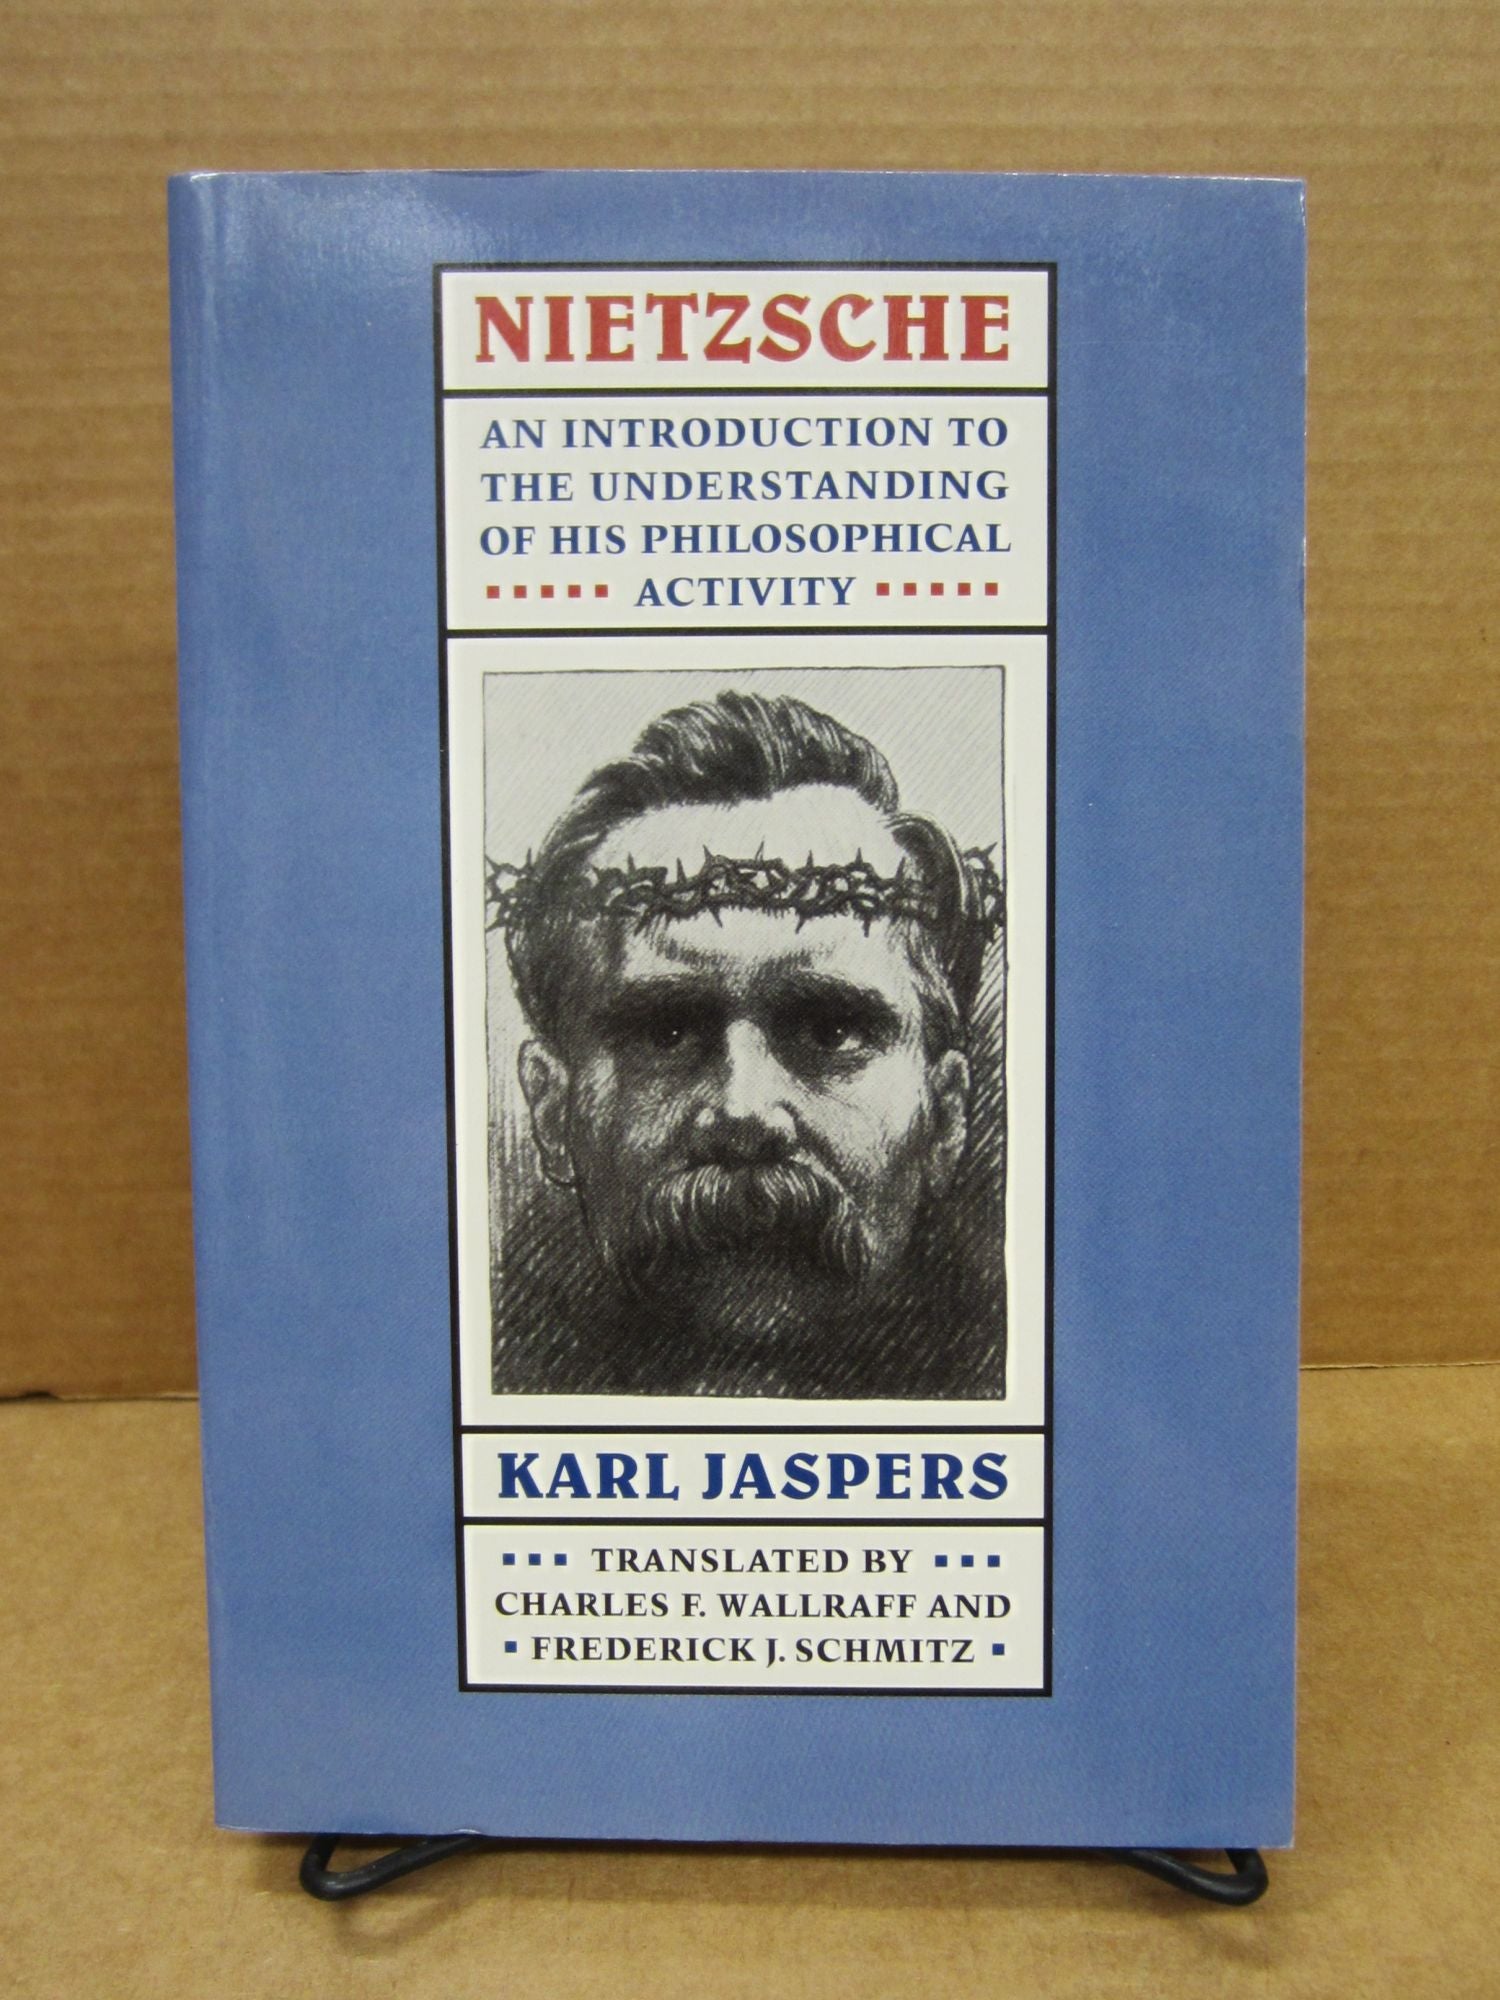 NIETZSCHE
AN INTRODUCTION TO
THE UNDERSTANDING
OF HIS PHILOSOPHICAL
ACTIVITY
KARL JASPERS
TRANSLATED BY
CHARLES F. WALLRAFF AND
FREDERICK J. SCHMITZ